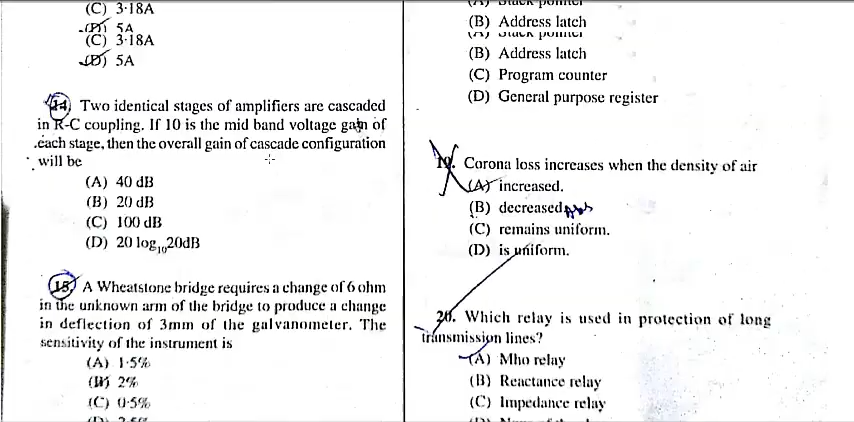 (C) 3·18A
(D) 5A
(C) 3·18A
(D) 5A
14. Two identical stages of amplifiers are cascaded
in R-C coupling. If 10 is the mid band voltage gain of
each stage, then the overall gain of cascade configuration
will be
(A) 40 dB
(B) 20 dB
(C) 100 dB
(D) 20 log₁₀20dB
15. A Wheatstone bridge requires a change of 6 ohm
in the unknown arm of the bridge to produce a change
in deflection of 3mm of the galvanometer. The
sensitivity of the instrument is
(A) 1·5%
(B) 2%
(C) 0·5%
(A) Stack pointer
(B) Address latch
(A) Stack pointer
(B) Address latch
(C) Program counter
(D) General purpose register
19. Corona loss increases when the density of air
(A) increased.
(B) decreased
(C) remains uniform.
(D) is uniform.
20. Which relay is used in protection of long
transmission lines?
(A) Mho relay
(B) Reactance relay
(C) Impedance relay